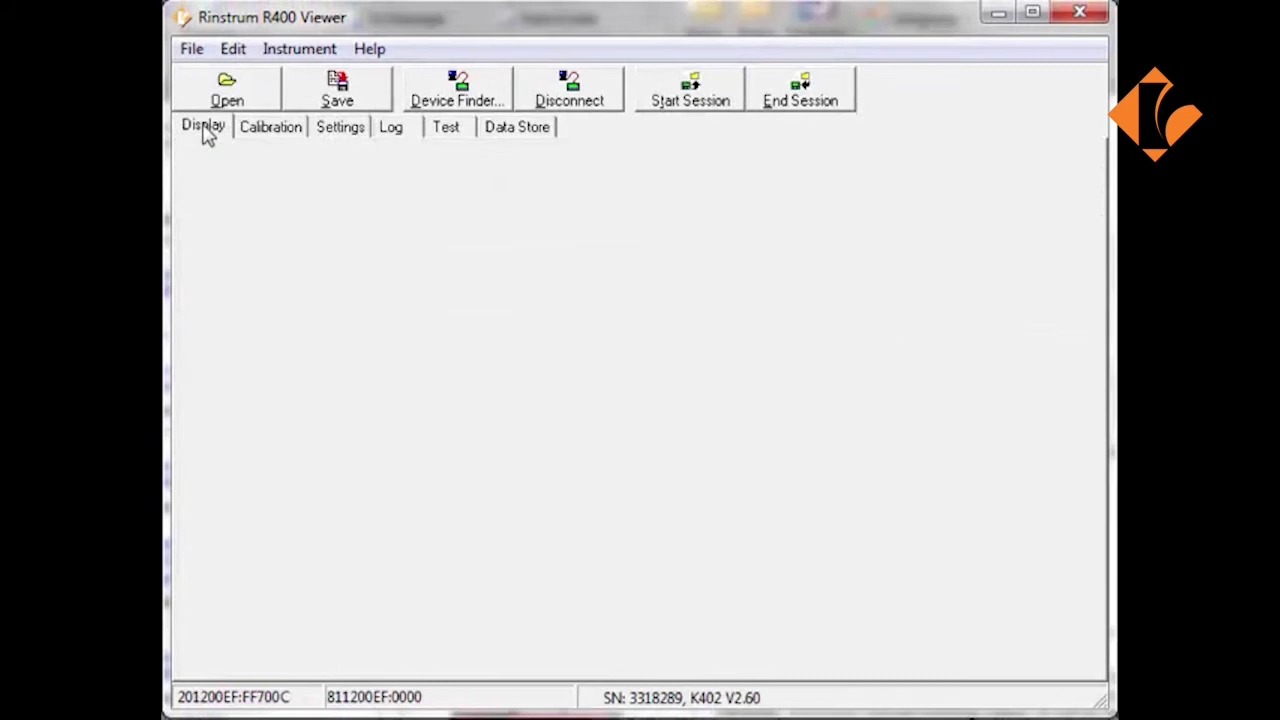 Rinstrum R400 Viewer
File Edit Instrument Help
Open Save Device Finder... Disconnect Start Session End Session
Display Calibration Settings Log Test Data Store
201200EF:FF700C 811200EF:0000 SN: 3318289, K402 V2.60